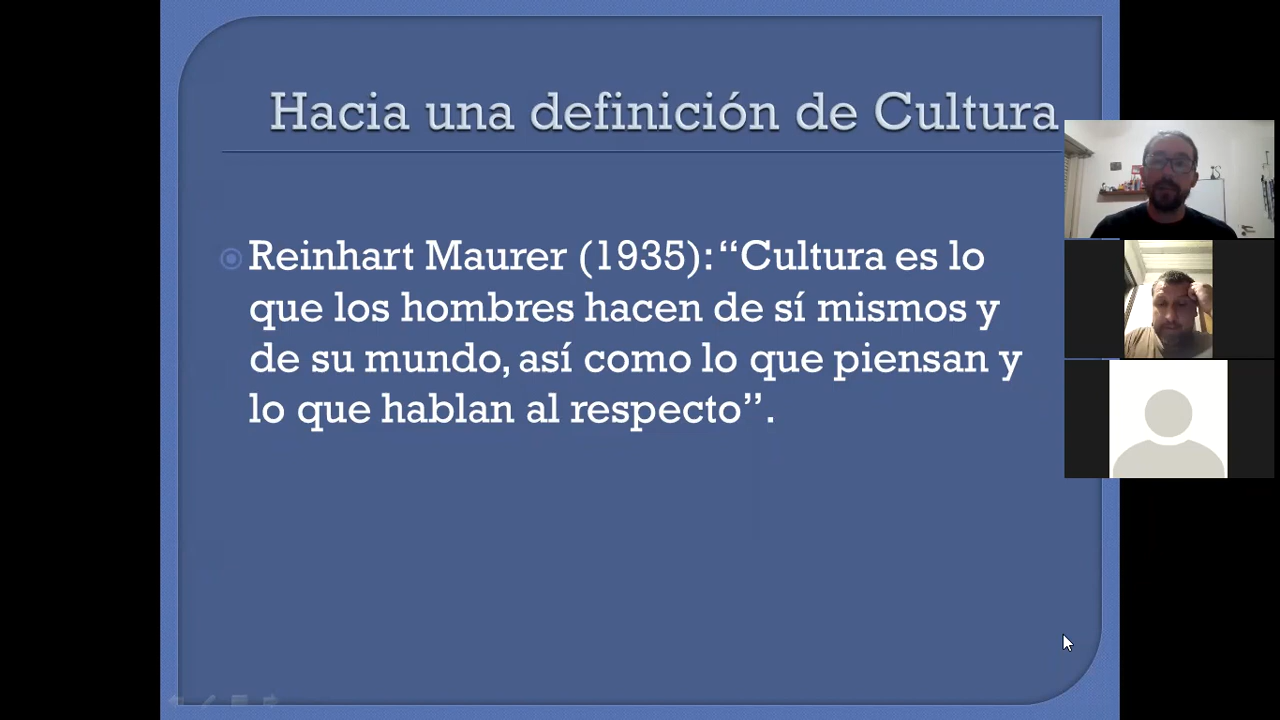 Hacia una definición de Cultura
Reinhart Maurer (1935): “Cultura es lo
que los hombres hacen de sí mismos y
de su mundo, así como lo que piensan y
lo que hablan al respecto”.